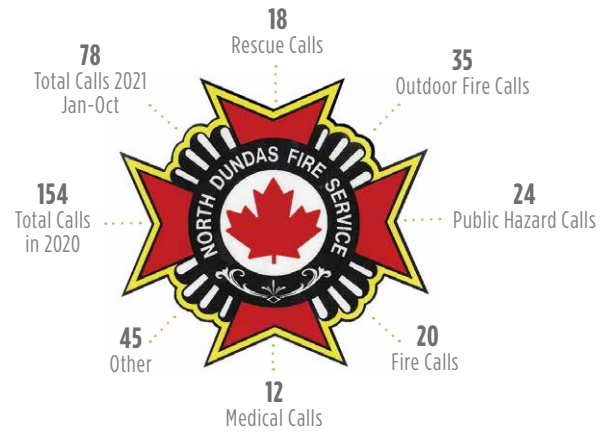 18
Rescue Calls
35
Outdoor Fire Calls
24
Public Hazard Calls
20
Fire Calls
12
Medical Calls
45
Other
154
Total Calls
in 2020
78
Total Calls 2021
Jan-Oct
NORTH DUNDAS FIRE SERVICE